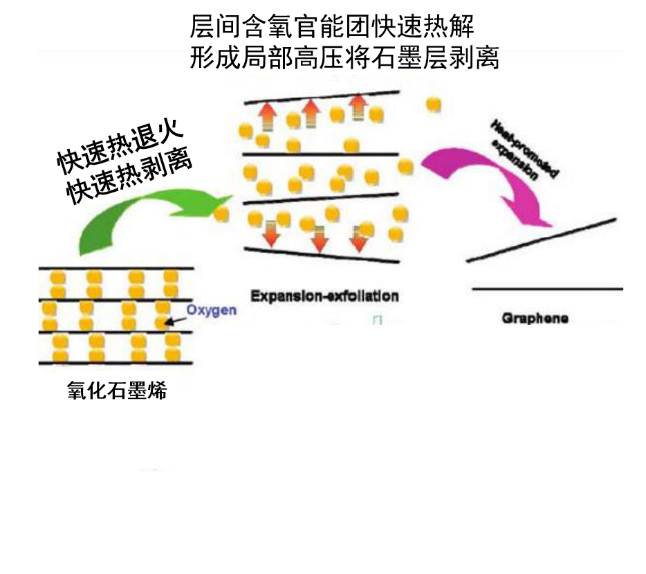 层间含氧官能团快速热解
形成局部高压将石墨层剥离
快速热退火
快速热剥离
Heat-promoted
expansion
Oxygen
Expansion-exfoliation
Graphene
氧化石墨烯